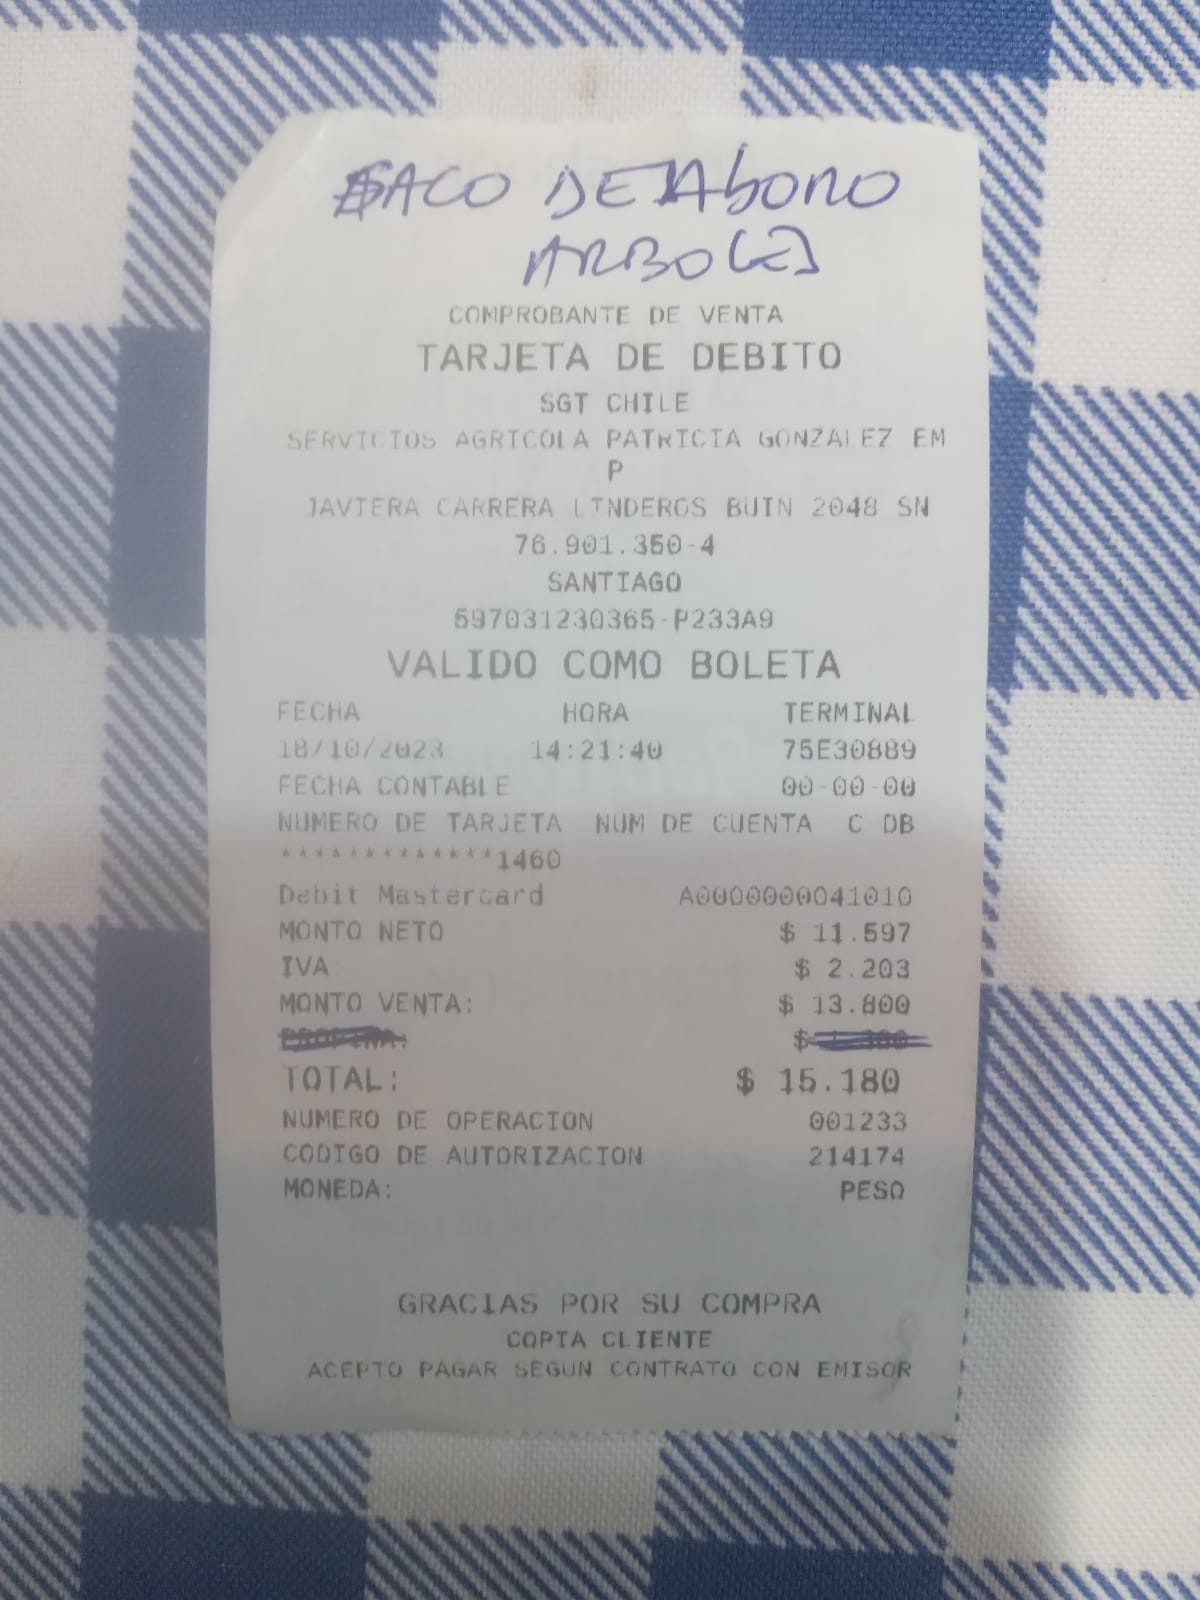 SACO DE Abono
ARBOLES
COMPROBANTE DE VENTA
TARJETA DE DEBITO
SGT CHILE
SERVICIOS AGRICOLA PATRICIA GONZALEZ EM
P
JAVIERA CARRERA LINDEROS BUIN 2048 SN
76.901.350-4
SANTIAGO
597031230365-P233A9
VALIDO COMO BOLETA
FECHA HORA TERMINAL
18/10/2023 14:21:40 75E30889
FECHA CONTABLE 00-00-00
NUMERO DE TARJETA NUM DE CUENTA C DB
*************1460
Debit Mastercard A0000000041010
MONTO NETO $ 11.597
IVA $ 2.203
MONTO VENTA: $ 13.800
$
TOTAL: $ 15.180
NUMERO DE OPERACION 001233
CODIGO DE AUTORIZACION 214174
MONEDA: PESO
GRACIAS POR SU COMPRA
COPIA CLIENTE
ACEPTO PAGAR SEGUN CONTRATO CON EMISOR